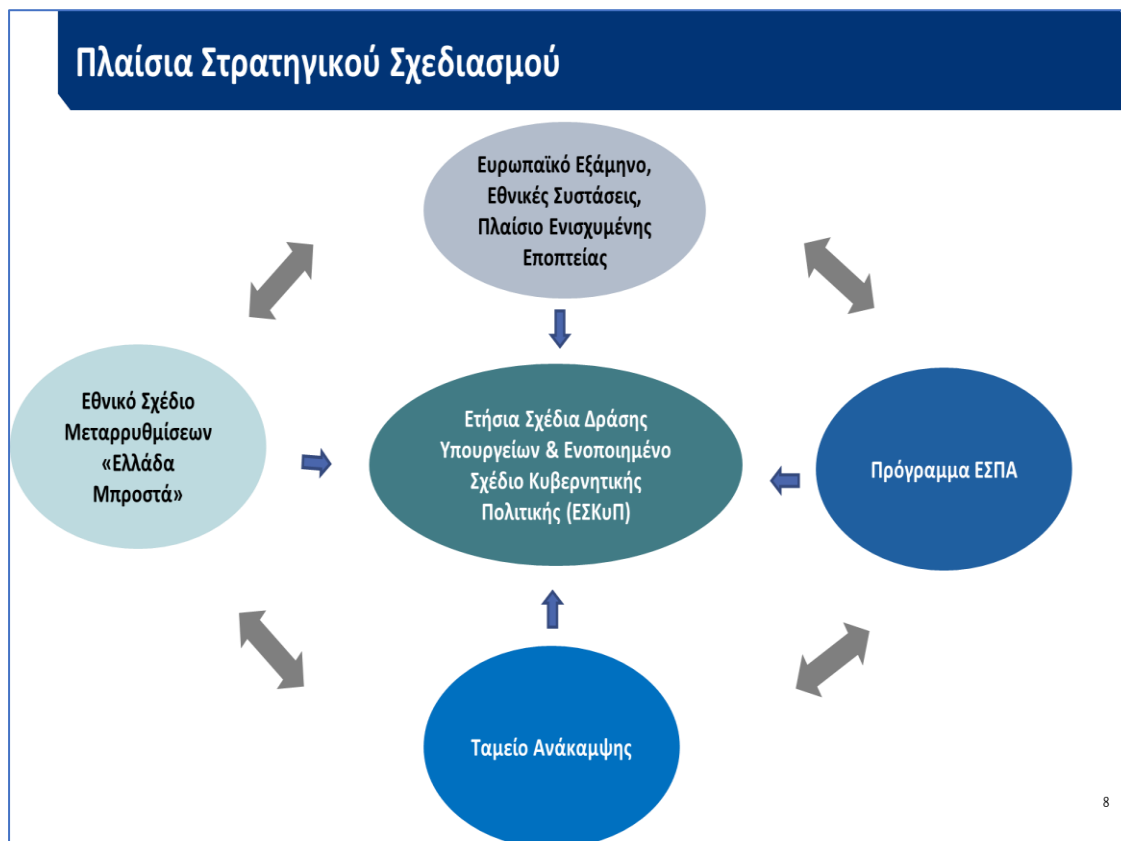 Πλαίσια Στρατηγικού Σχεδιασμού
Ευρωπαϊκό Εξάμηνο,
Εθνικές Συστάσεις,
Πλαίσιο Ενισχυμένης
Εποπτείας
Εθνικό Σχέδιο
Μεταρρυθμίσεων
«Ελλάδα
Μπροστά»
Ετήσια Σχέδια Δράσης
Υπουργείων & Ενοποιημένο
Σχέδιο Κυβερνητικής
Πολιτικής (ΕΣΚυΠ)
Πρόγραμμα ΕΣΠΑ
Ταμείο Ανάκαμψης
8